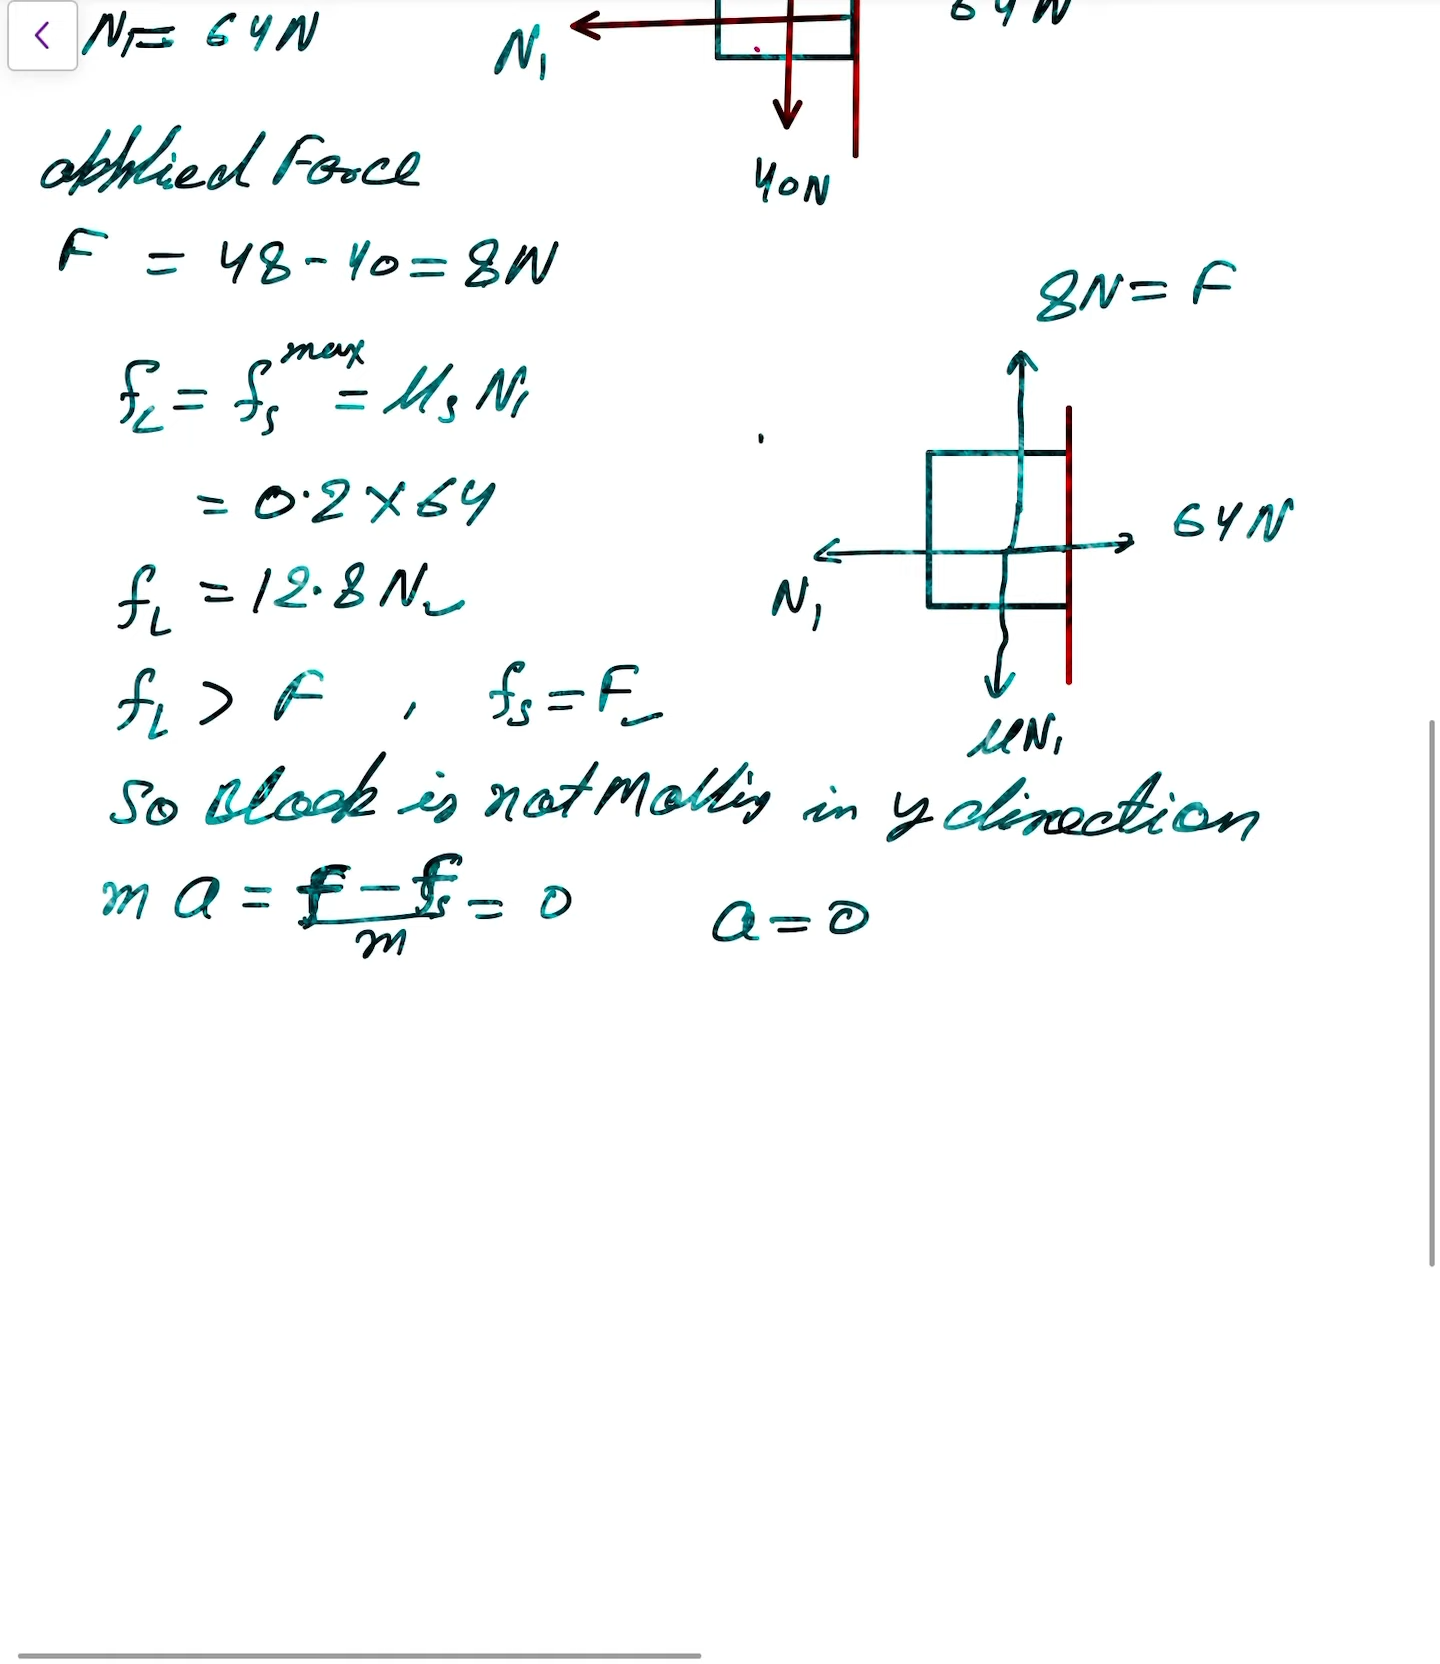 N₁= 64N
N₁
64N
40N
applied Force
F = 48-40=8N
8N= F
f_L = f_s^max = μ_s N₁
= 0.2×64
64N
f_L =12.8 N
N₁
f_L > F , f_s=F
μN₁
So Block is not Moving in y direction
m a = (F-f_s)/m = 0 a=0